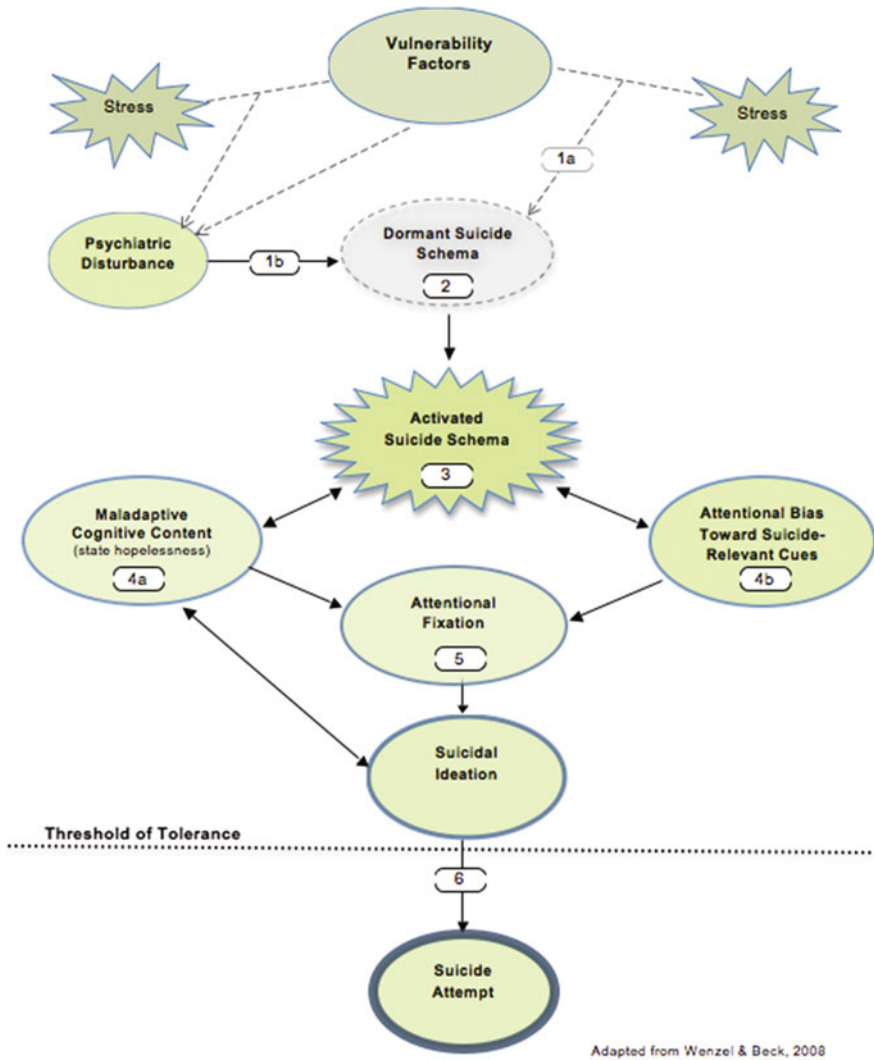 Vulnerability
Factors
Stress
Stress
1a
Psychiatric
Disturbance
1b
Dormant Suicide
Schema
2
Activated
Suicide Schema
3
Maladaptive
Cognitive Content
(state hopelessness)
4a
Attentional Bias
Toward Suicide-
Relevant Cues
4b
Attentional
Fixation
5
Suicidal
Ideation
Threshold of Tolerance
6
Suicide
Attempt
Adapted from Wenzel & Beck, 2008